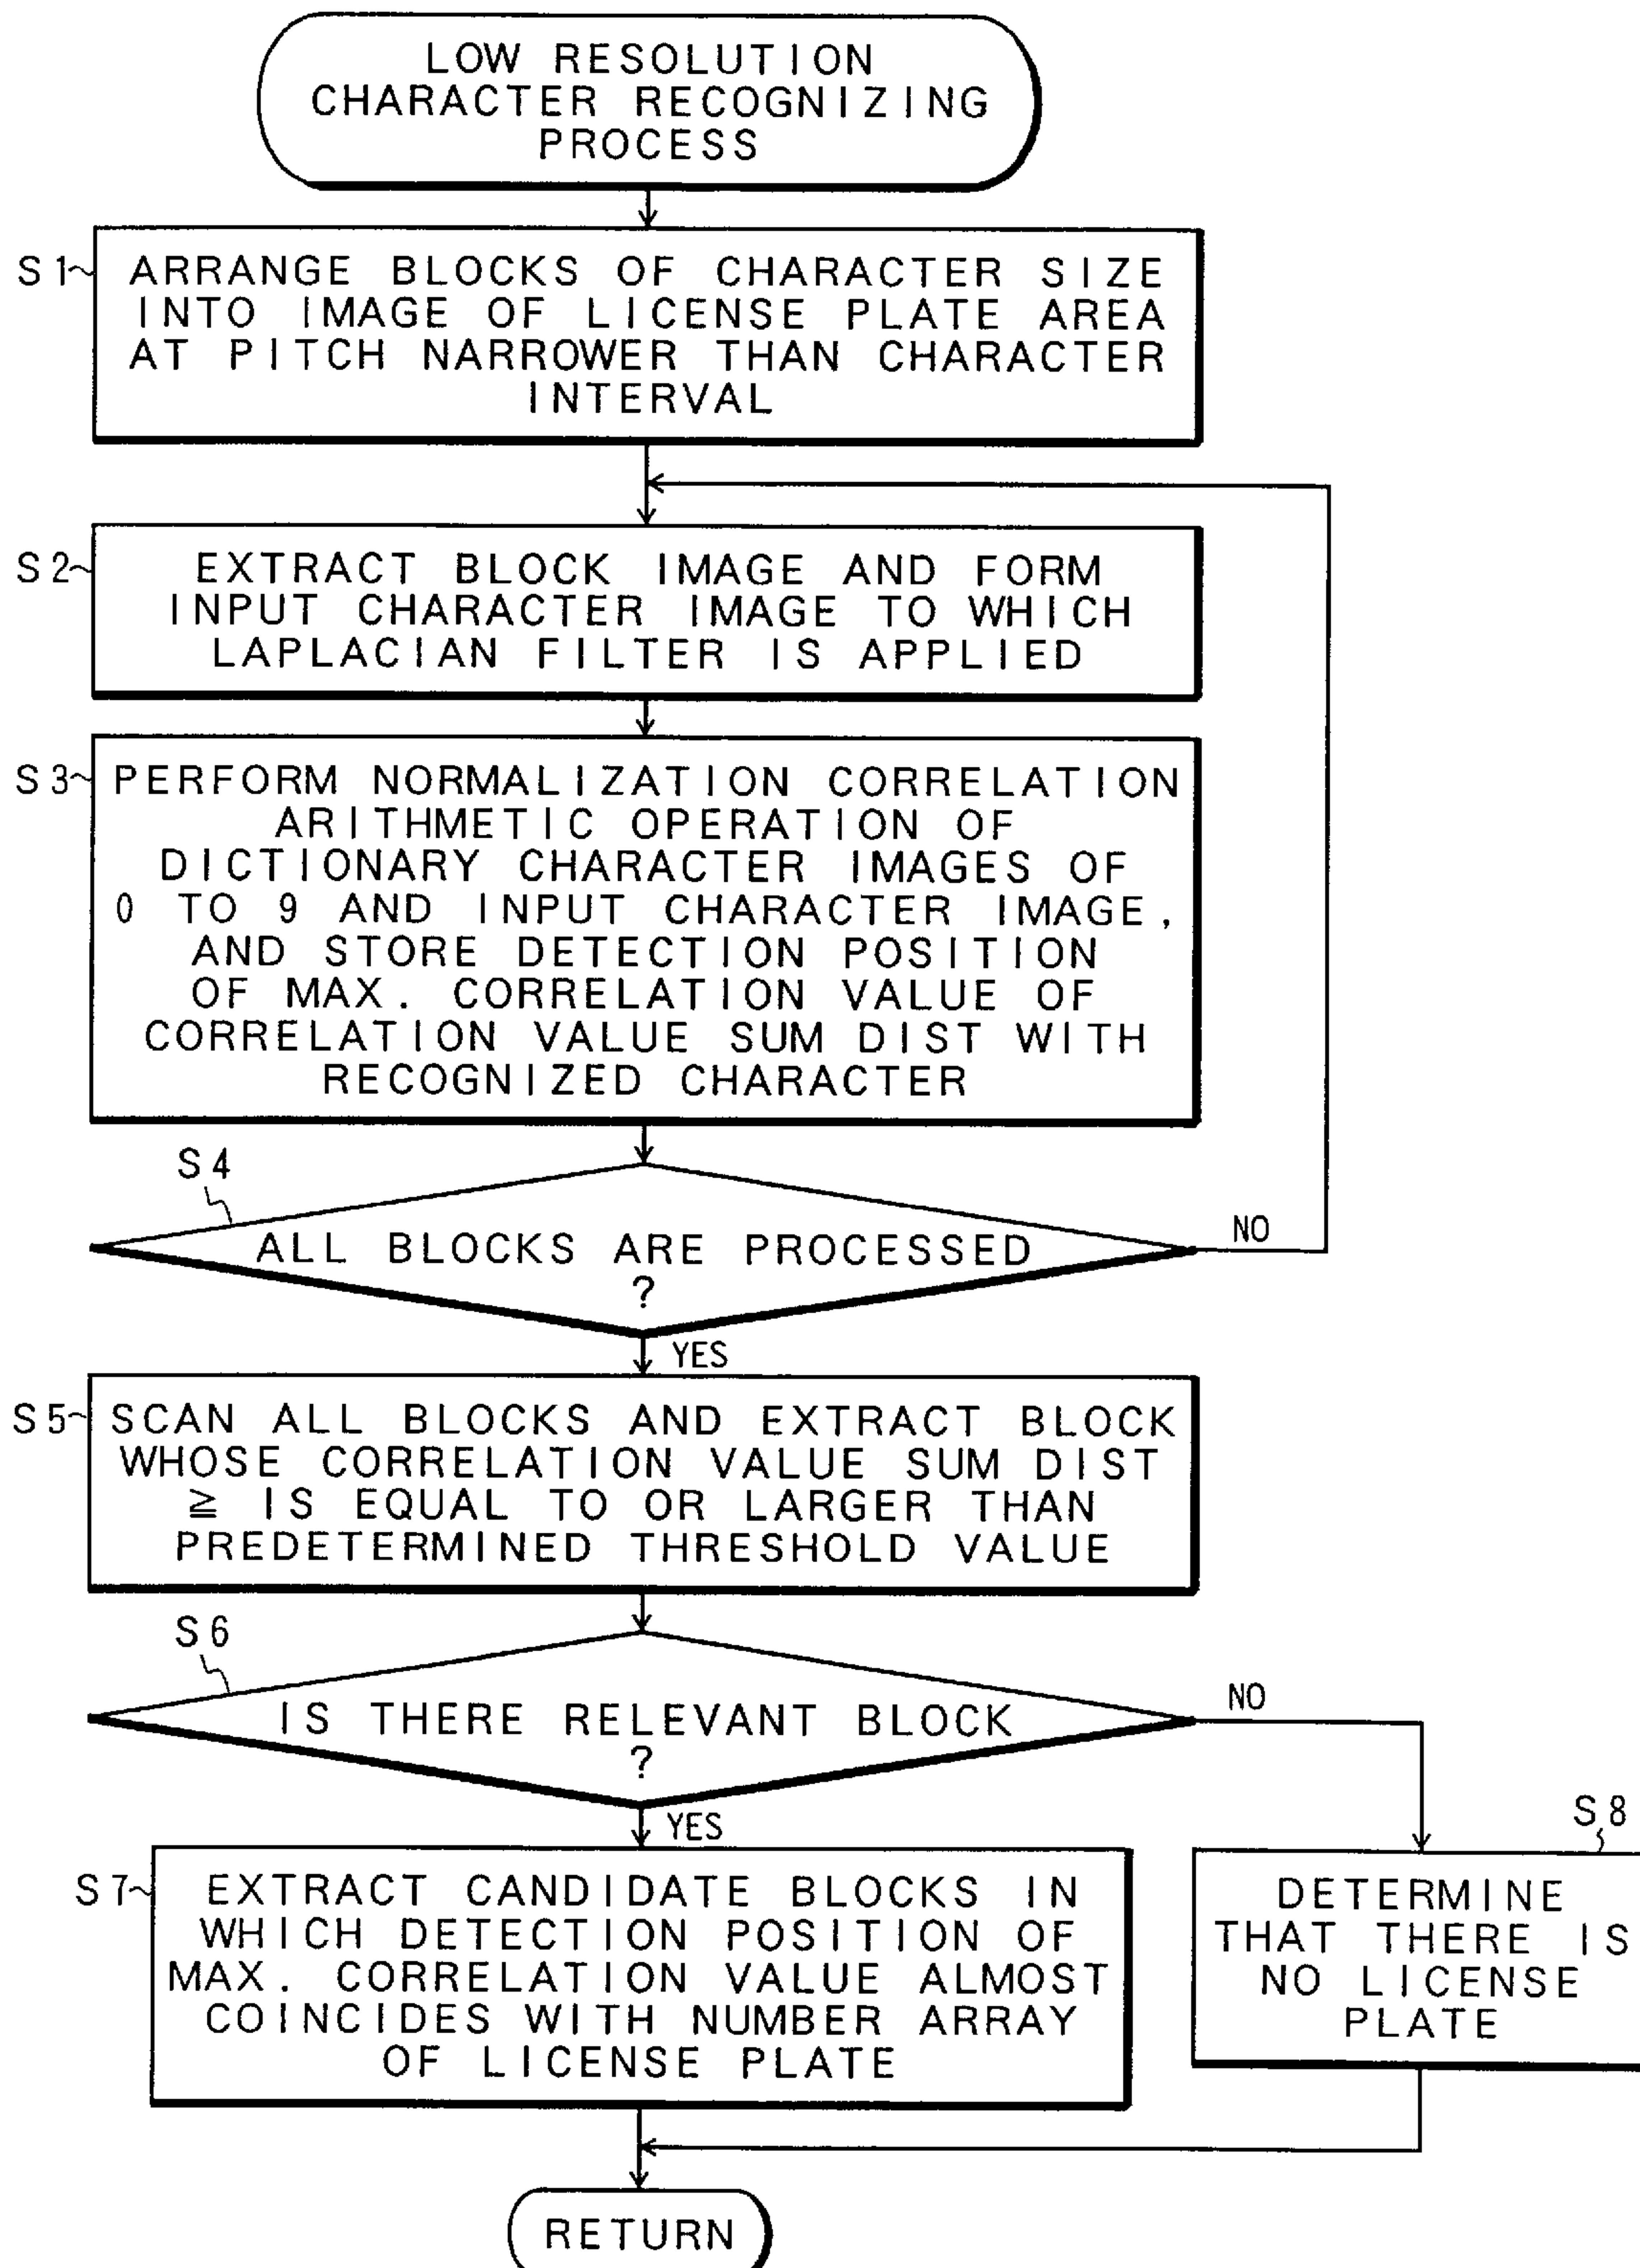 LOW RESOLUTION
CHARACTER RECOGNIZING
PROCESS
S1
ARRANGE BLOCKS OF CHARACTER SIZE
INTO IMAGE OF LICENSE PLATE AREA
AT PITCH NARROWER THAN CHARACTER
INTERVAL
S2
EXTRACT BLOCK IMAGE AND FORM
INPUT CHARACTER IMAGE TO WHICH
LAPLACIAN FILTER IS APPLIED
S3
PERFORM NORMALIZATION CORRELATION
ARITHMETIC OPERATION OF
DICTIONARY CHARACTER IMAGES OF
0 TO 9 AND INPUT CHARACTER IMAGE,
AND STORE DETECTION POSITION
OF MAX. CORRELATION VALUE OF
CORRELATION VALUE SUM DIST WITH
RECOGNIZED CHARACTER
S4
ALL BLOCKS ARE PROCESSED
?
NO
YES
S5
SCAN ALL BLOCKS AND EXTRACT BLOCK
WHOSE CORRELATION VALUE SUM DIST
≧ IS EQUAL TO OR LARGER THAN
PREDETERMINED THRESHOLD VALUE
S6
IS THERE RELEVANT BLOCK
?
NO
YES
S7
EXTRACT CANDIDATE BLOCKS IN
WHICH DETECTION POSITION OF
MAX. CORRELATION VALUE ALMOST
COINCIDES WITH NUMBER ARRAY
OF LICENSE PLATE
S8
DETERMINE
THAT THERE IS
NO LICENSE
PLATE
RETURN